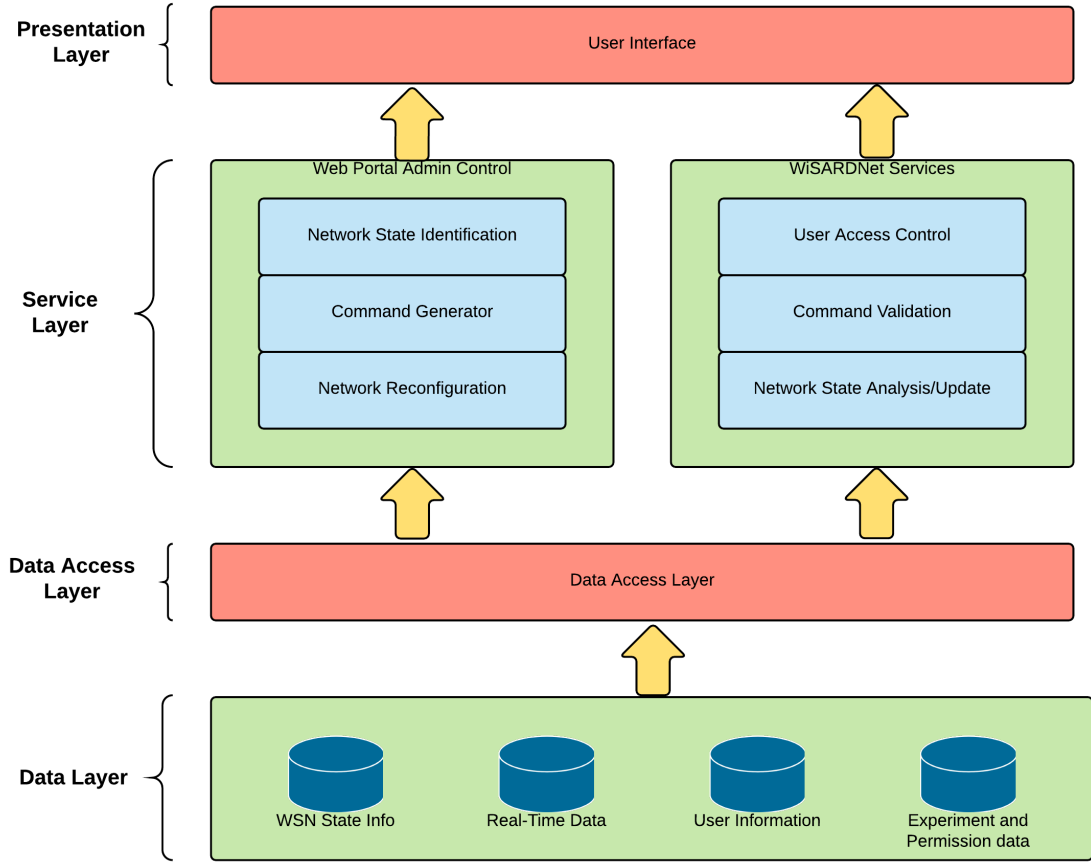 Presentation
Layer
User Interface
Service
Layer
Web Portal Admin Control
Network State Identification
Command Generator
Network Reconfiguration
WiSARDNet Services
User Access Control
Command Validation
Network State Analysis/Update
Data Access
Layer
Data Access Layer
Data Layer
WSN State Info
Real-Time Data
User Information
Experiment and
Permission data